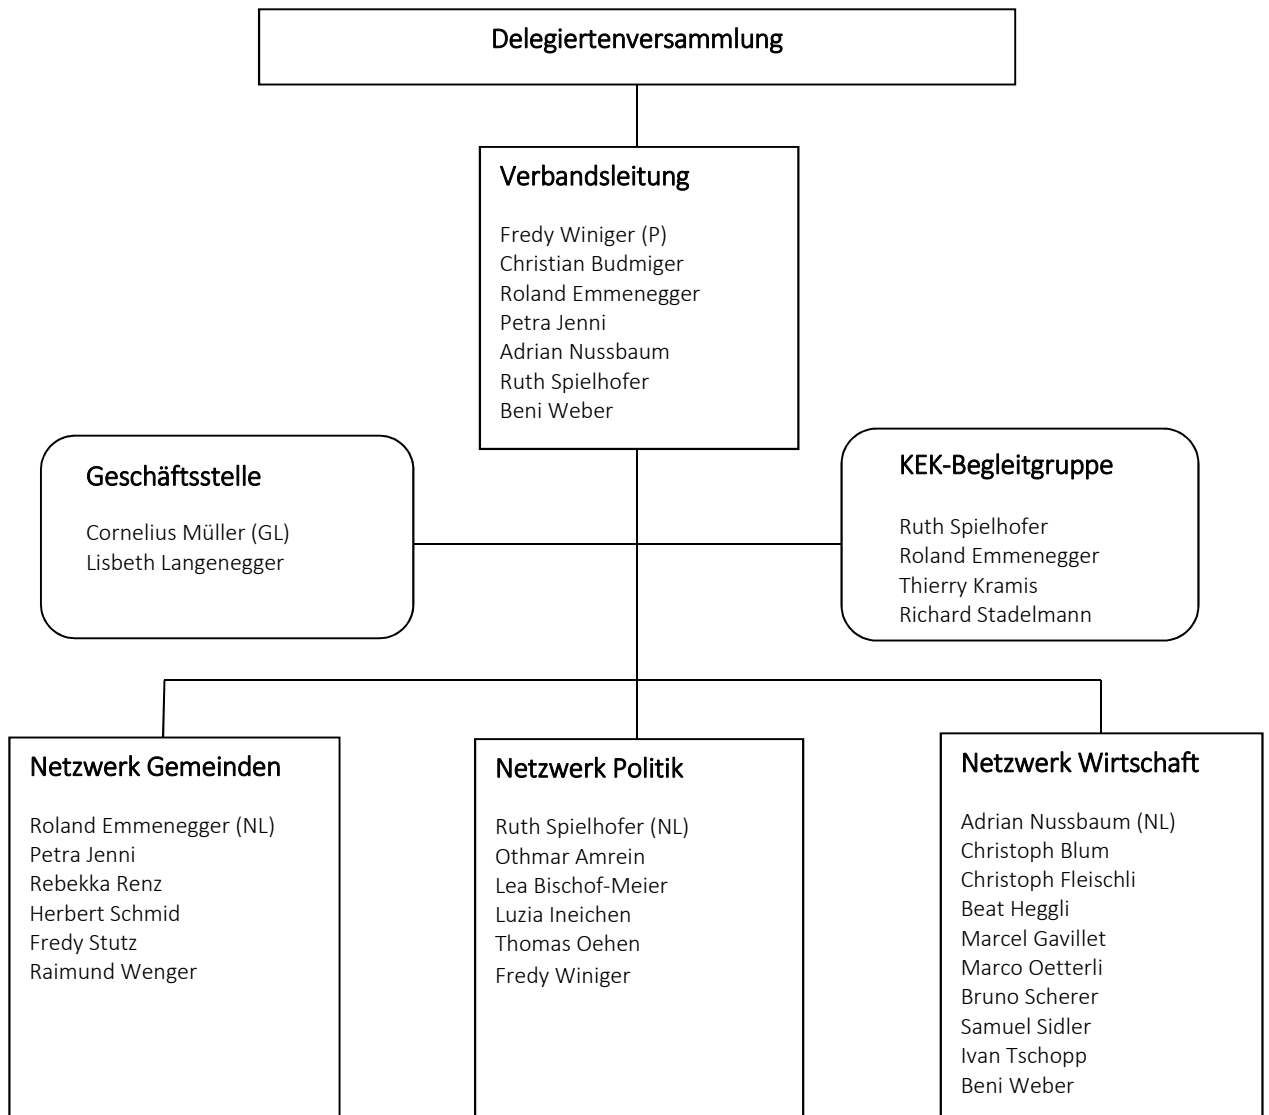 Delegiertenversammlung
Verbandsleitung
Fredy Winiger (P)
Christian Budmiger
Roland Emmenegger
Petra Jenni
Adrian Nussbaum
Ruth Spielhofer
Beni Weber
Geschäftsstelle
Cornelius Müller (GL)
Lisbeth Langenegger
KEK-Begleitgruppe
Ruth Spielhofer
Roland Emmenegger
Thierry Kramis
Richard Stadelmann
Netzwerk Gemeinden
Roland Emmenegger (NL)
Petra Jenni
Rebekka Renz
Herbert Schmid
Fredy Stutz
Raimund Wenger
Netzwerk Politik
Ruth Spielhofer (NL)
Othmar Amrein
Lea Bischof-Meier
Luzia Ineichen
Thomas Oehen
Fredy Winiger
Netzwerk Wirtschaft
Adrian Nussbaum (NL)
Christoph Blum
Christoph Fleischli
Beat Heggli
Marcel Gavillet
Marco Oetterli
Bruno Scherer
Samuel Sidler
Ivan Tschopp
Beni Weber